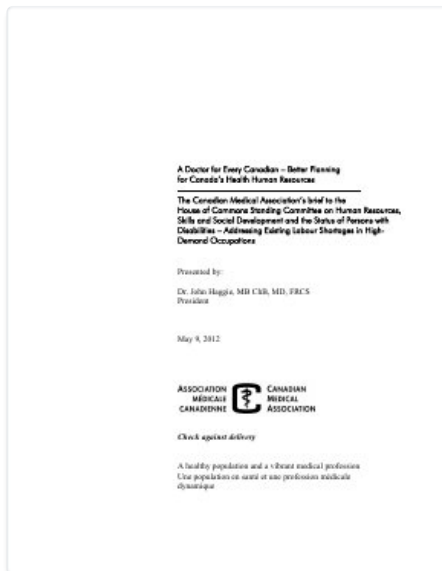 A Doctor for Every Canadian – Better Planning
for Canada's Health Human Resources
The Canadian Medical Association's brief to the
House of Commons Standing Committee on Human Resources,
Skills and Social Development and the Status of Persons with
Disabilities – Addressing Existing Labour Shortages in High-
Demand Occupations
Presented by:
Dr. John Haggie, MB ChB, MD, FRCS
President
May 9, 2012
ASSOCIATION
MÉDICALE
CANADIENNE
CANADIAN
MEDICAL
ASSOCIATION
Check against delivery
A healthy population and a vibrant medical profession
Une population en santé et une profession médicale
dynamique